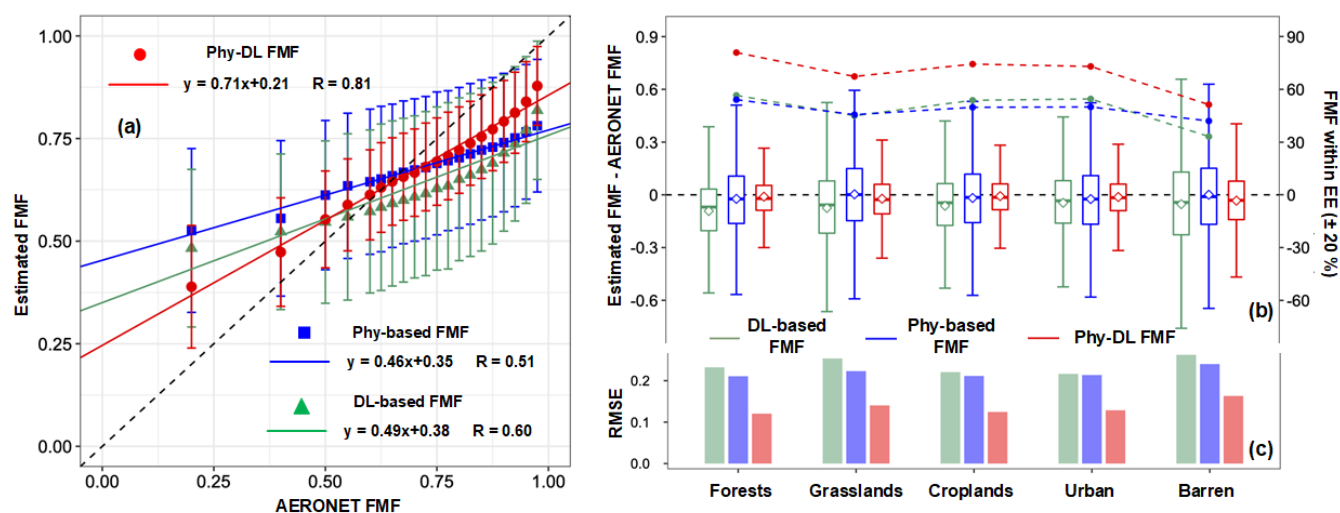 1.00
0.75
0.50
0.25
0.00
Estimated FMF
Phy-DL FMF
y = 0.71x+0.21 R = 0.81
(a)
Phy-based FMF
y = 0.46x+0.35 R = 0.51
DL-based FMF
y = 0.49x+0.38 R = 0.60
0.00 0.25 0.50 0.75 1.00
AERONET FMF
0.9
0.6
0.3
0
-0.3
-0.6
Estimated FMF - AERONET FMF
90
60
30
0
-30
-60
FMF within EE (± 20 %)
(b)
DL-based
FMF
Phy-based
FMF
Phy-DL FMF
0.2
0.1
0.0
RMSE
(c)
Forests Grasslands Croplands Urban Barren